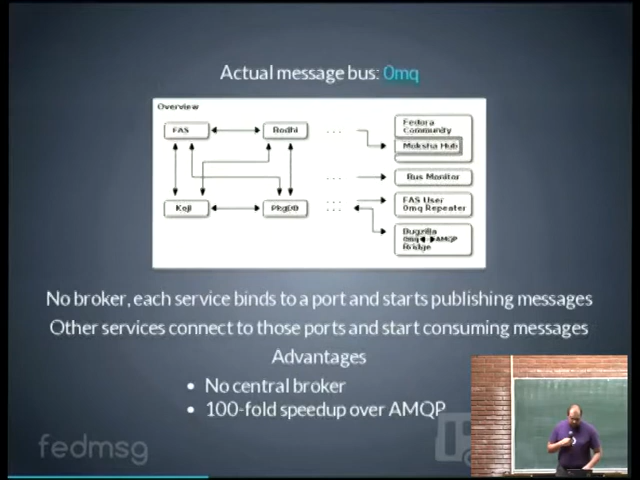 Actual message bus: 0mq
Overview
FAS
Bodhi
...
Fedora
Community
Moksha Hub
...
Bus Monitor
Koji
PkgDB
...
...
FAS User
0mq Repeater
Bugzilla
0mq AMQP
Bridge
No broker, each service binds to a port and starts publishing messages
Other services connect to those ports and start consuming messages
Advantages
• No central broker
• 100-fold speedup over AMQP
fedmsg